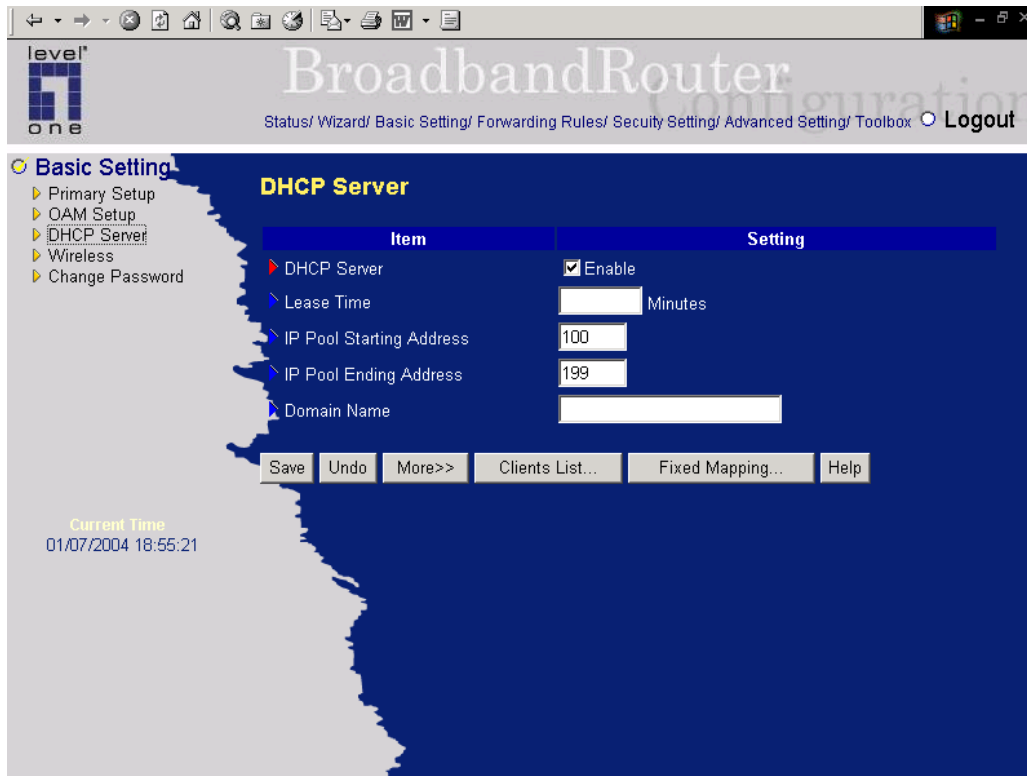 level
one
BroadbandRouter
Configuration
Status/ Wizard/ Basic Setting/ Forwarding Rules/ Secuity Setting/ Advanced Setting/ Toolbox
Logout
Basic Setting
Primary Setup
OAM Setup
DHCP Server
Wireless
Change Password
Current Time
01/07/2004 18:55:21
DHCP Server
Item Setting
DHCP Server Enable
Lease Time Minutes
IP Pool Starting Address 100
IP Pool Ending Address 199
Domain Name
Save Undo More>> Clients List... Fixed Mapping... Help